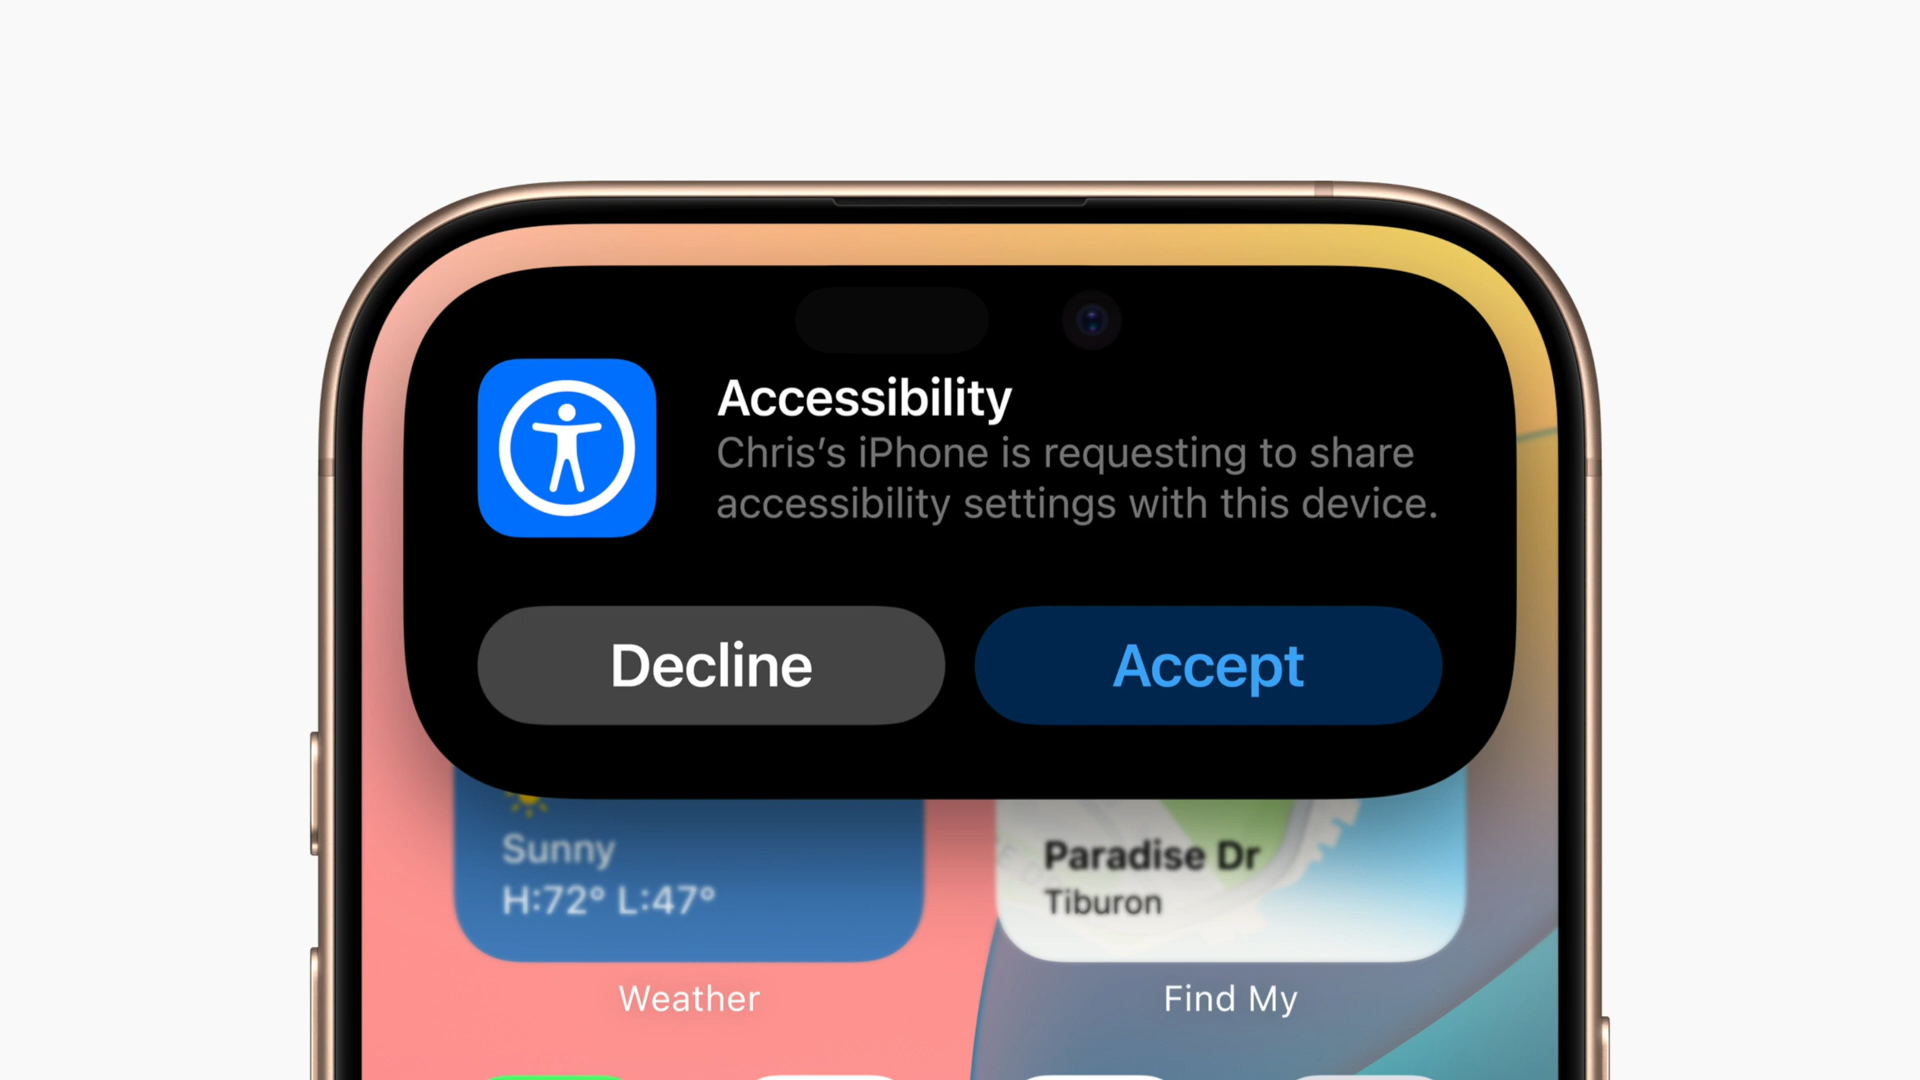 Accessibility
Chris’s iPhone is requesting to share
accessibility settings with this device.
Decline
Accept
Sunny
H:72° L:47°
Paradise Dr
Tiburon
Weather
Find My